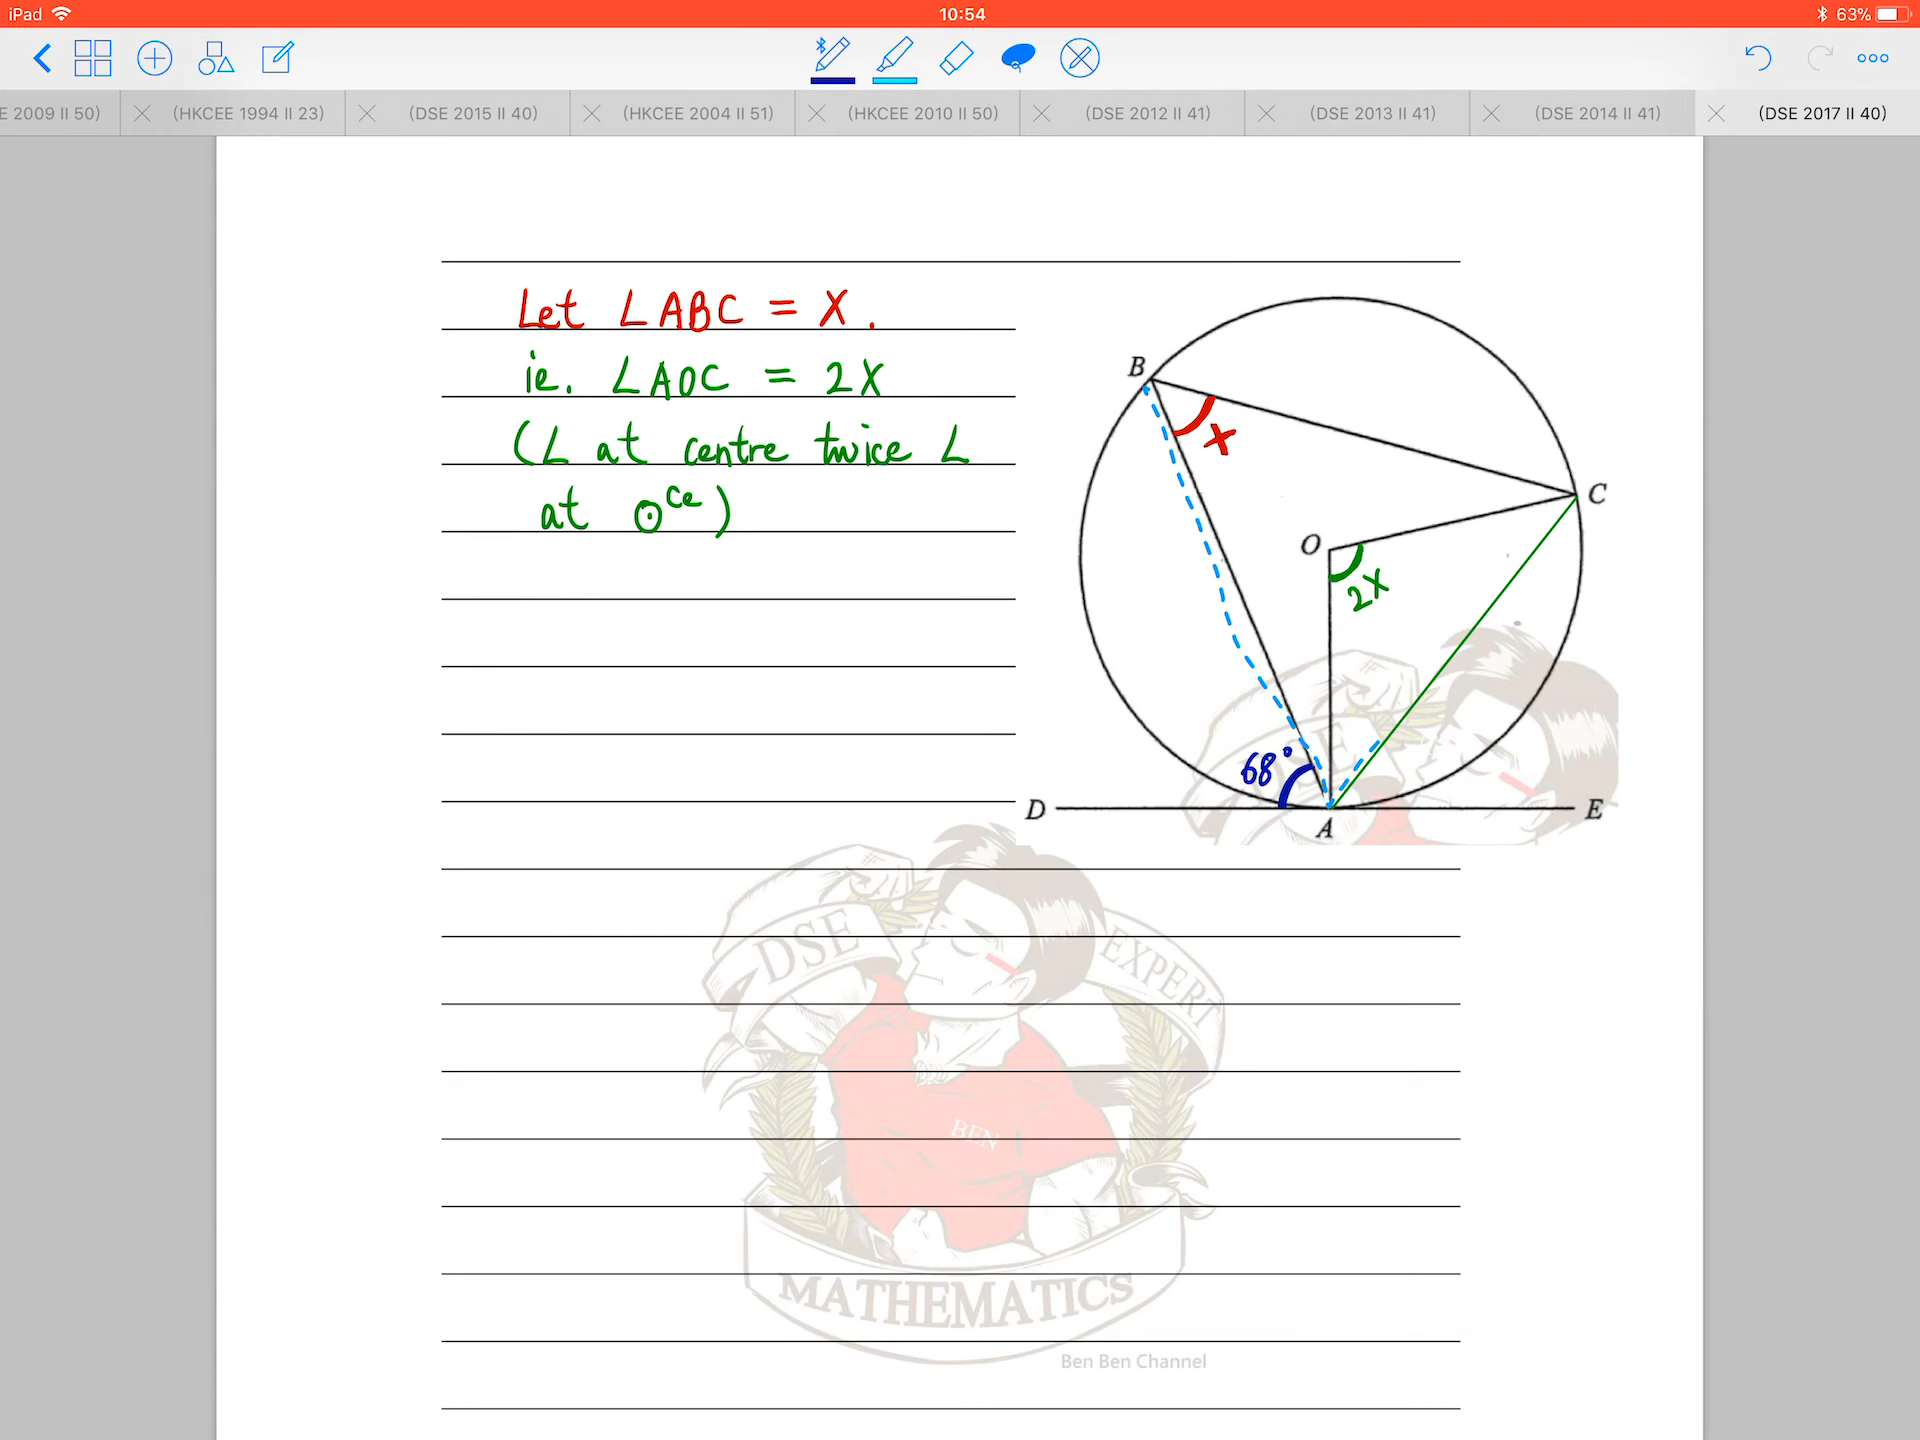 iPad
10:54
63%
E 2009 II 50)
(HKCEE 1994 II 23)
(DSE 2015 II 40)
(HKCEE 2004 II 51)
(HKCEE 2010 II 50)
(DSE 2012 II 41)
(DSE 2013 II 41)
(DSE 2014 II 41)
(DSE 2017 II 40)
Let ∠ABC = x.
ie. ∠AOC = 2x
(∠ at centre twice ∠
at ⊙ce)
B
x
C
O
2x
68°
D
A
E
DSE
DSE
EXPERT
BEN
MATHEMATICS
Ben Ben Channel